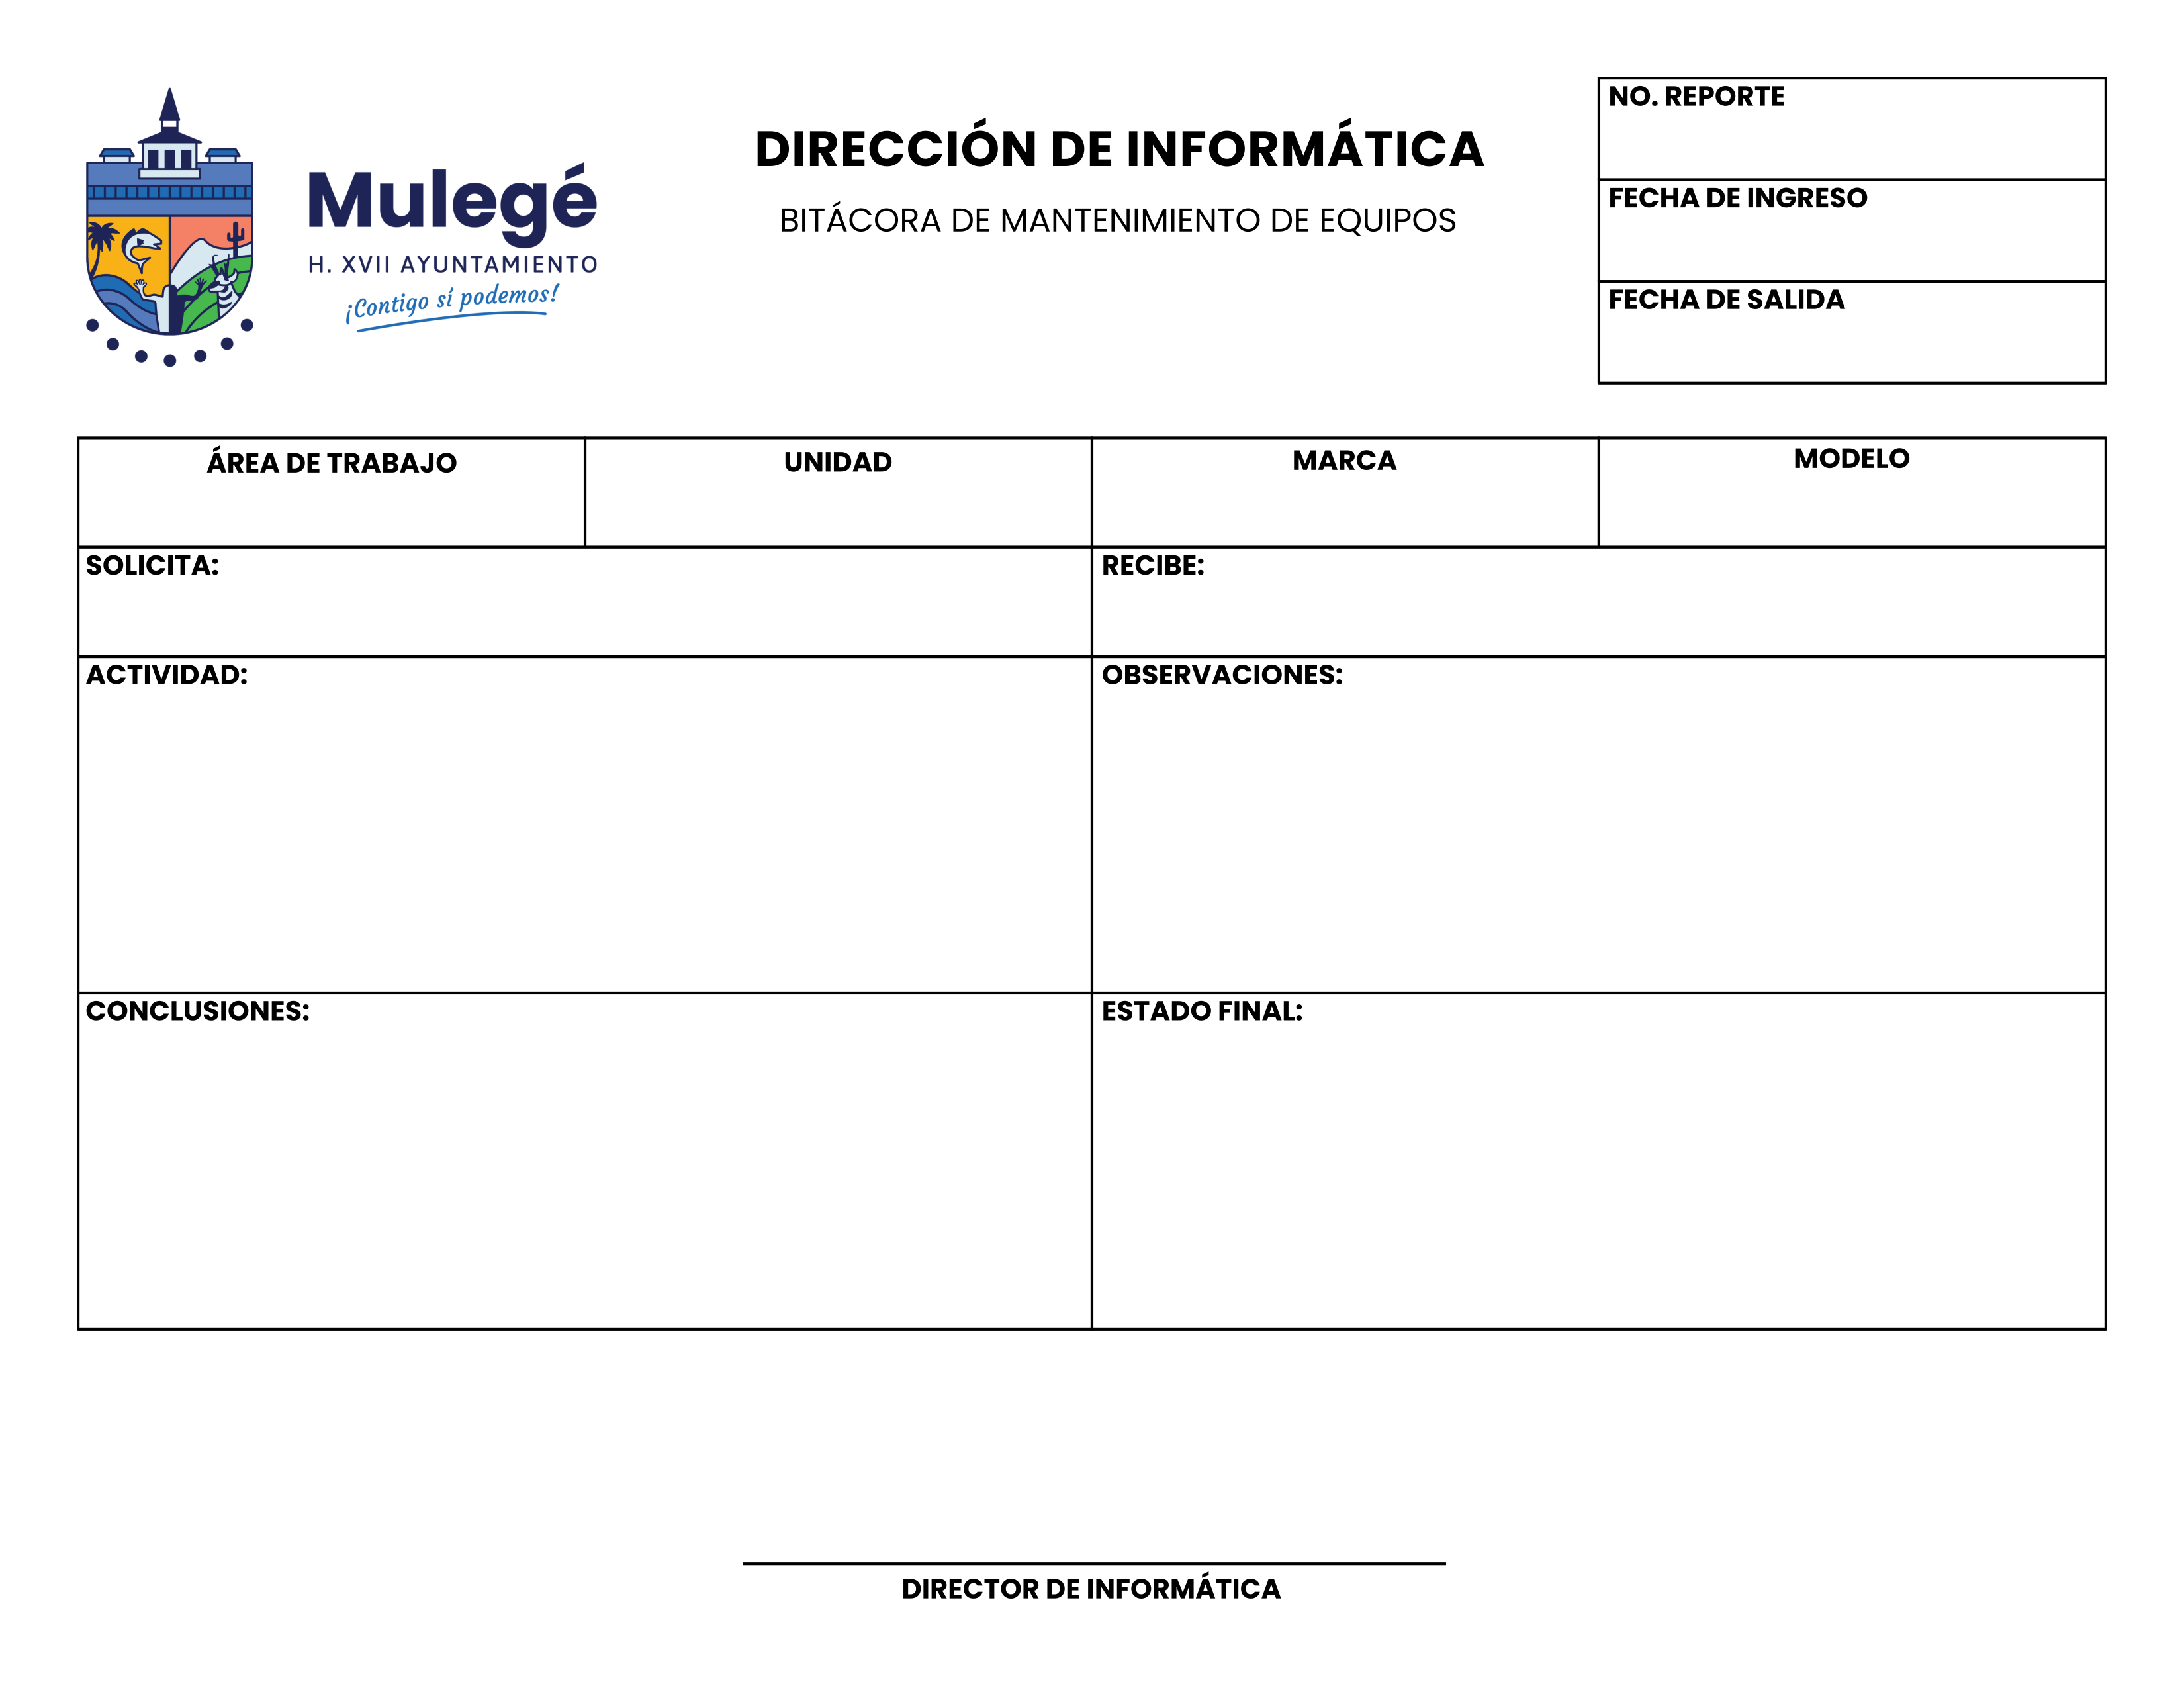 Mulegé
H. XVII AYUNTAMIENTO
¡Contigo sí podemos!
DIRECCIÓN DE INFORMÁTICA
BITÁCORA DE MANTENIMIENTO DE EQUIPOS
NO. REPORTE
FECHA DE INGRESO
FECHA DE SALIDA
ÁREA DE TRABAJO
UNIDAD
MARCA
MODELO
SOLICITA:
RECIBE:
ACTIVIDAD:
OBSERVACIONES:
CONCLUSIONES:
ESTADO FINAL:
DIRECTOR DE INFORMÁTICA